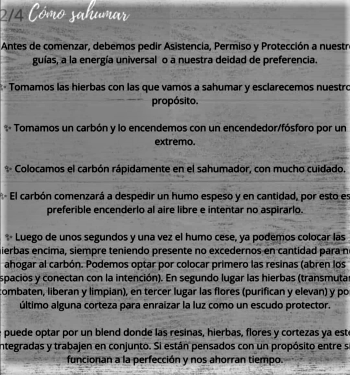 2/4 Cómo sahumar
Antes de comenzar, debemos pedir Asistencia, Permiso y Protección a nuestr
guías, a la energía universal o a nuestra deidad de preferencia.
Tomamos las hierbas con las que vamos a sahumar y esclarecemos nuestro
propósito.
Tomamos un carbón y lo encendemos con un encendedor/fósforo por un
extremo.
Colocamos el carbón rápidamente en el sahumador, con mucho cuidado.
El carbón comenzará a despedir un humo espeso y en cantidad, por esto es
preferible encenderlo al aire libre e intentar no aspirarlo.
Luego de unos segundos y una vez el humo cese, ya podemos colocar las
ierbas encima, siempre teniendo presente no excedernos en cantidad para n
ahogar al carbón. Podemos optar por colocar primero las resinas (abren los
spacios y conectan con la intención). En segundo lugar las hierbas (transmutan
combaten, liberan y limpian), en tercer lugar las flores (purifican y elevan) y po
último alguna corteza para enraizar la luz como un escudo protector.
puede optar por un blend donde las resinas, hierbas, flores y cortezas ya est
ntegradas y trabajen en conjunto. Si están pensados con un propósito entre s
funcionan a la perfección y nos ahorran tiempo.